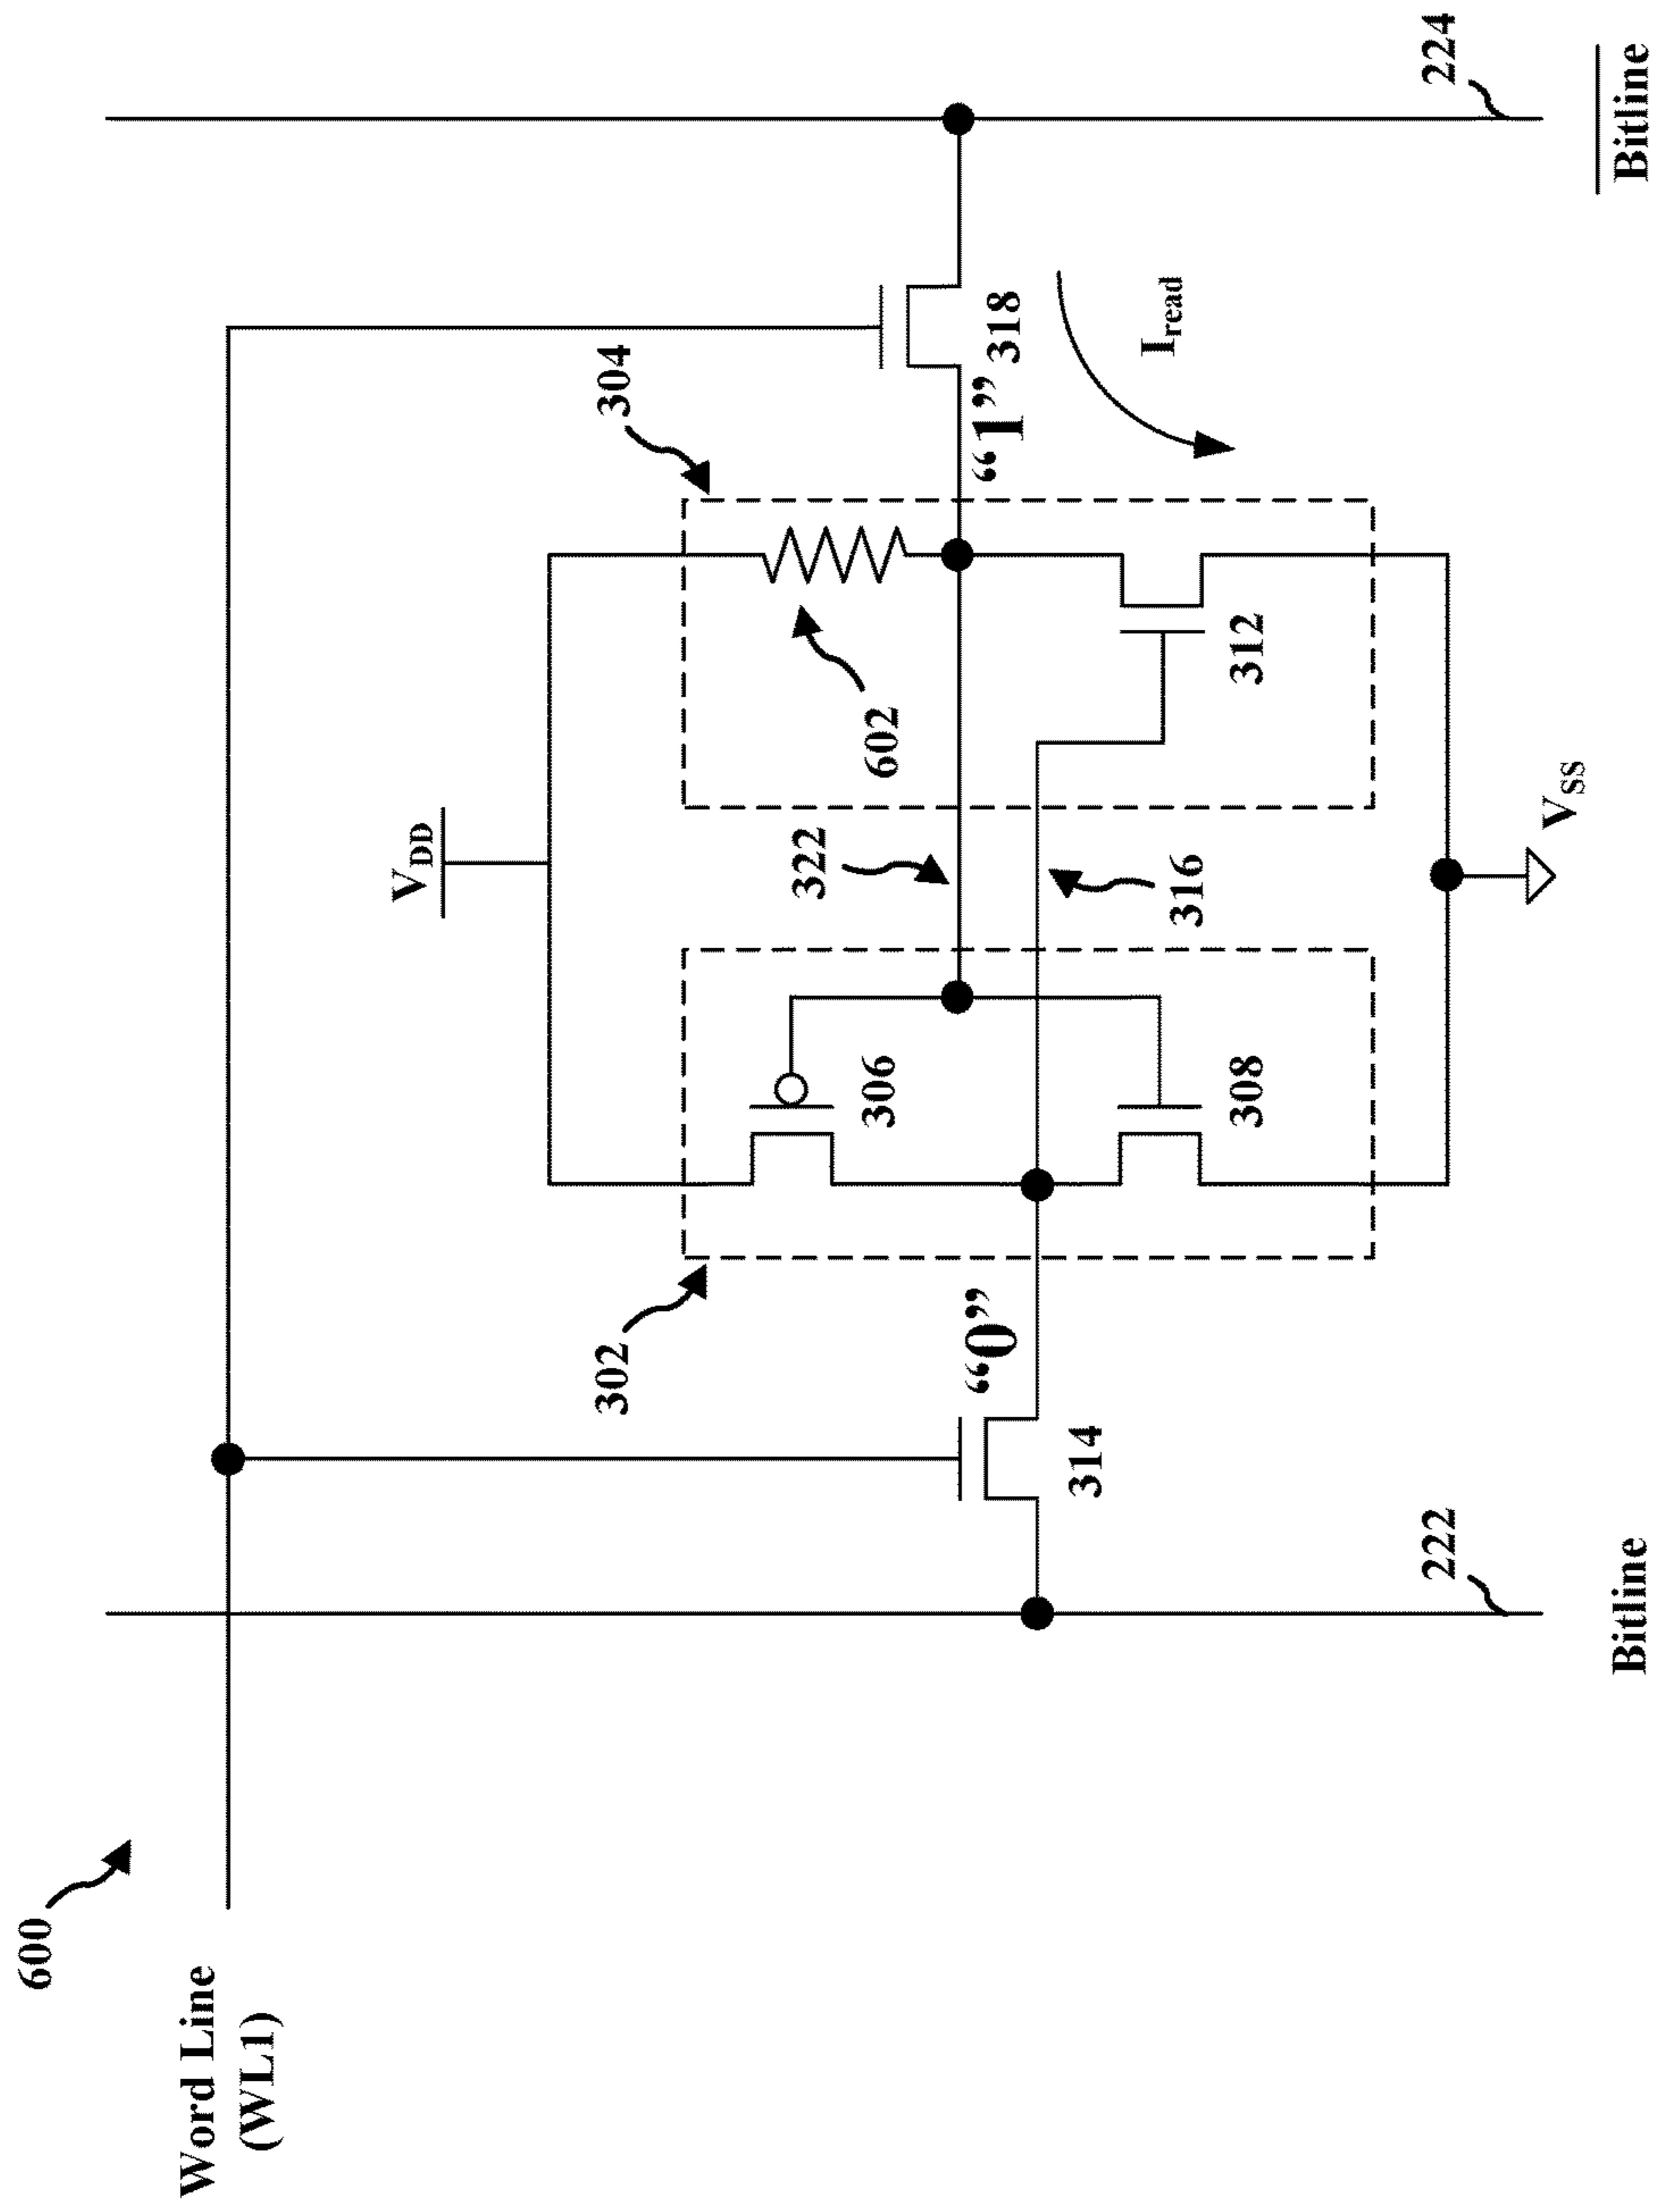 600
Word Line
(WL1)
V_DD
304
302
322
602
306
316
"0"
"1"
318
314
308
312
I_read
222
224
V_SS
Bitline
Bitline